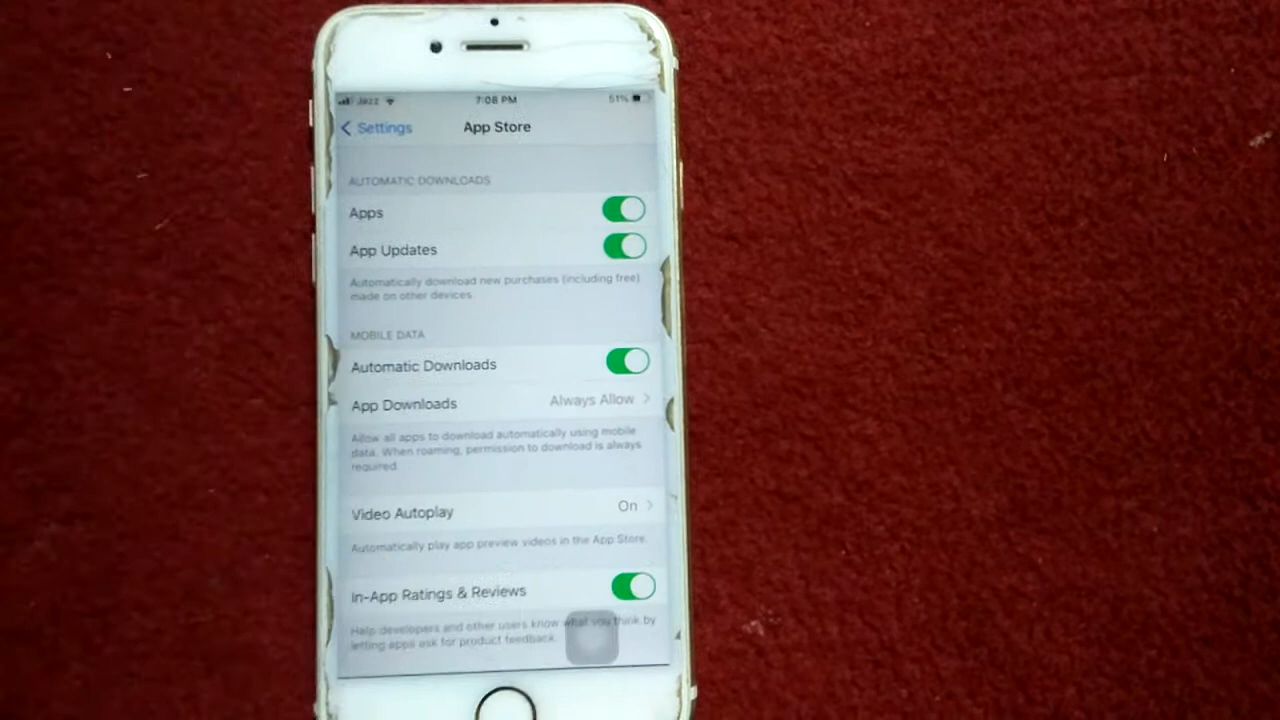 Jazz 7:08 PM 51%
Settings App Store
AUTOMATIC DOWNLOADS
Apps
App Updates
Automatically download new purchases (including free)
made on other devices.
MOBILE DATA
Automatic Downloads
App Downloads Always Allow
Allow all apps to download automatically using mobile
data. When roaming, permission to download is always
required.
Video Autoplay On
Automatically play app preview videos in the App Store.
In-App Ratings & Reviews
Help developers and other users know what you think by
letting apps ask for product feedback.